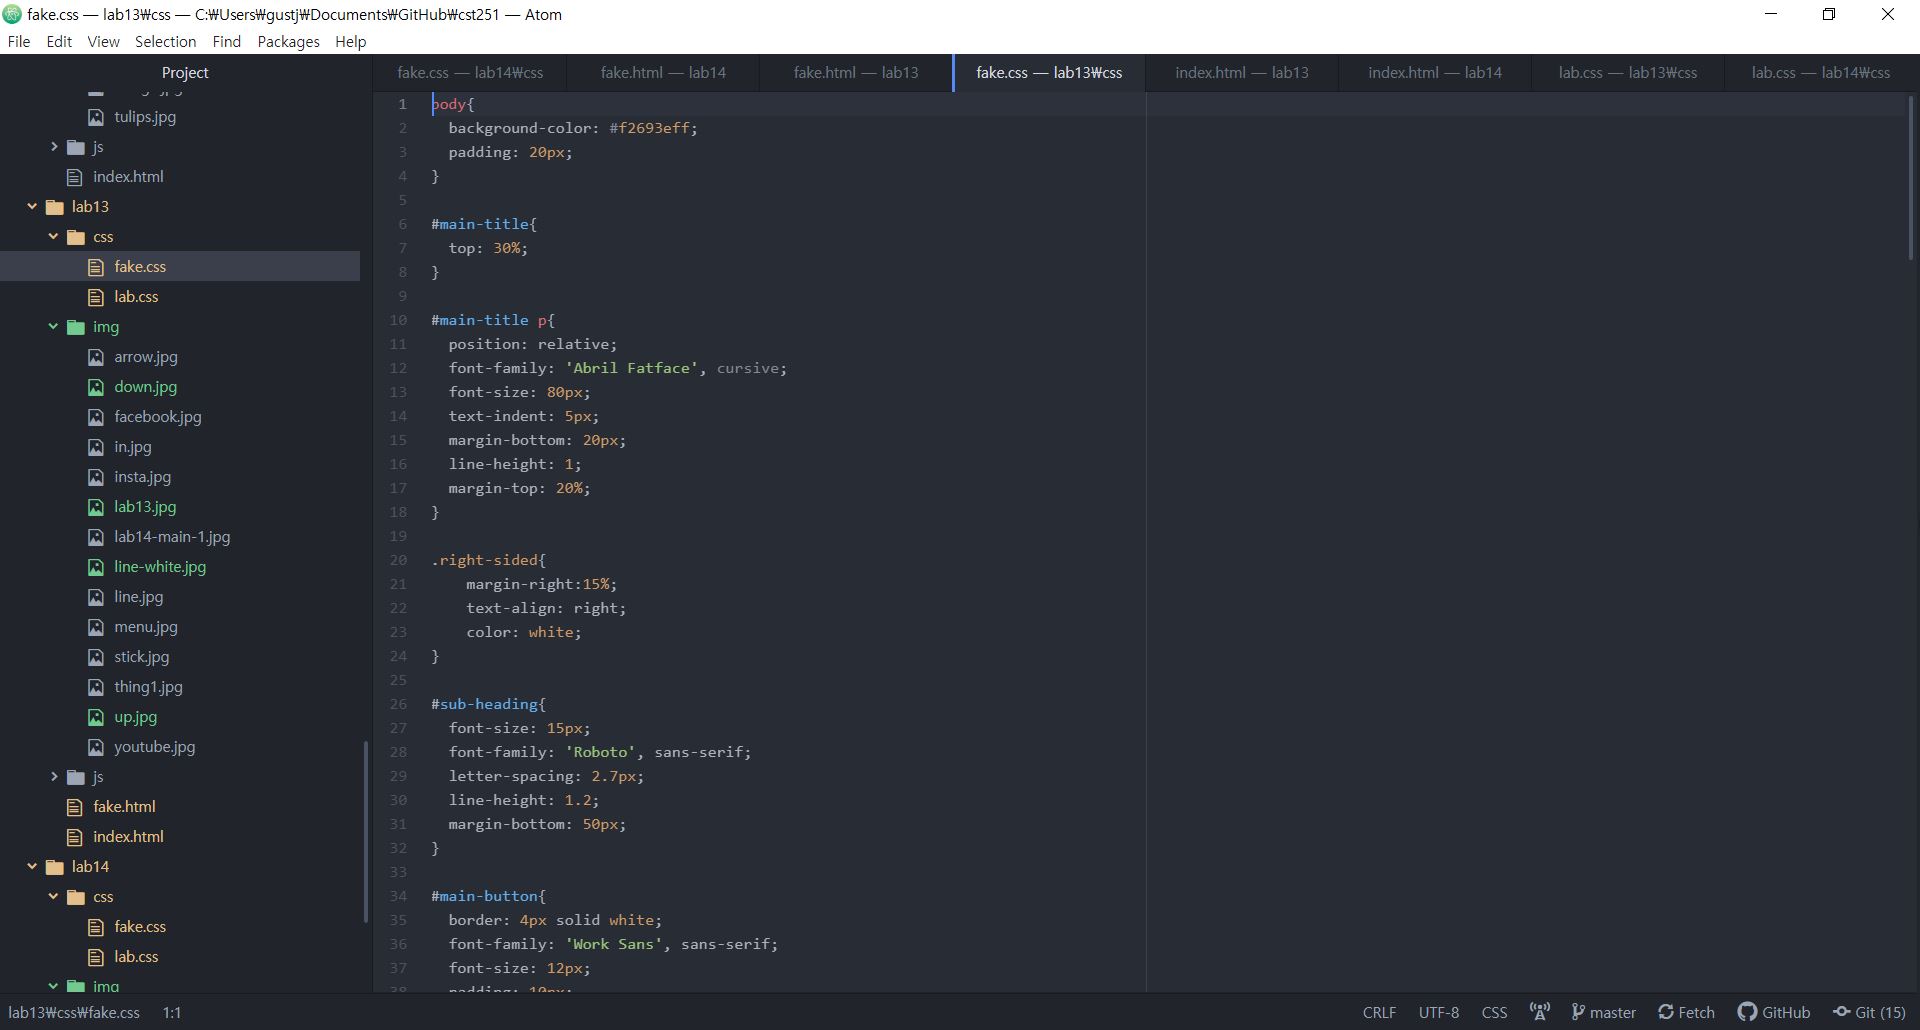 fake.css — lab13₩css — C:₩Users₩gustj₩Documents₩GitHub₩cst251 — Atom
File Edit View Selection Find Packages Help
Project
tulips.jpg
js
index.html
lab13
css
fake.css
lab.css
img
arrow.jpg
down.jpg
facebook.jpg
in.jpg
insta.jpg
lab13.jpg
lab14-main-1.jpg
line-white.jpg
line.jpg
menu.jpg
stick.jpg
thing1.jpg
up.jpg
youtube.jpg
js
fake.html
index.html
lab14
css
fake.css
lab.css
img
fake.css — lab14₩css fake.html — lab14 fake.html — lab13 fake.css — lab13₩css index.html — lab13 index.html — lab14 lab.css — lab13₩css lab.css — lab14₩css
1 body{
2 background-color: #f2693eff;
3 padding: 20px;
4 }
5
6 #main-title{
7 top: 30%;
8 }
9
10 #main-title p{
11 position: relative;
12 font-family: 'Abril Fatface', cursive;
13 font-size: 80px;
14 text-indent: 5px;
15 margin-bottom: 20px;
16 line-height: 1;
17 margin-top: 20%;
18 }
19
20 .right-sided{
21 margin-right:15%;
22 text-align: right;
23 color: white;
24 }
25
26 #sub-heading{
27 font-size: 15px;
28 font-family: 'Roboto', sans-serif;
29 letter-spacing: 2.7px;
30 line-height: 1.2;
31 margin-bottom: 50px;
32 }
33
34 #main-button{
35 border: 4px solid white;
36 font-family: 'Work Sans', sans-serif;
37 font-size: 12px;
38 padding: 10px;
lab13₩css₩fake.css 1:1 CRLF UTF-8 CSS master Fetch GitHub Git (15)